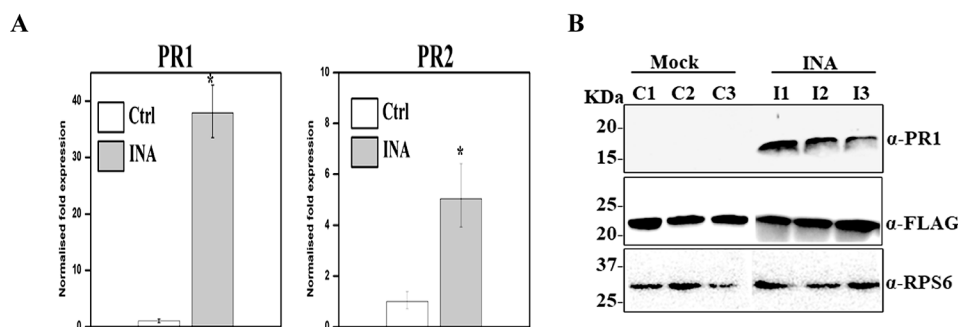 A
PR1
Normalised fold expression
40
30
20
10
0
*
Ctrl
INA
PR2
Normalised fold expression
10
8
6
4
2
0
*
Ctrl
INA
B
Mock INA
KDa C1 C2 C3 I1 I2 I3
20-
15-
α-PR1
25-
20-
α-FLAG
37-
25-
α-RPS6